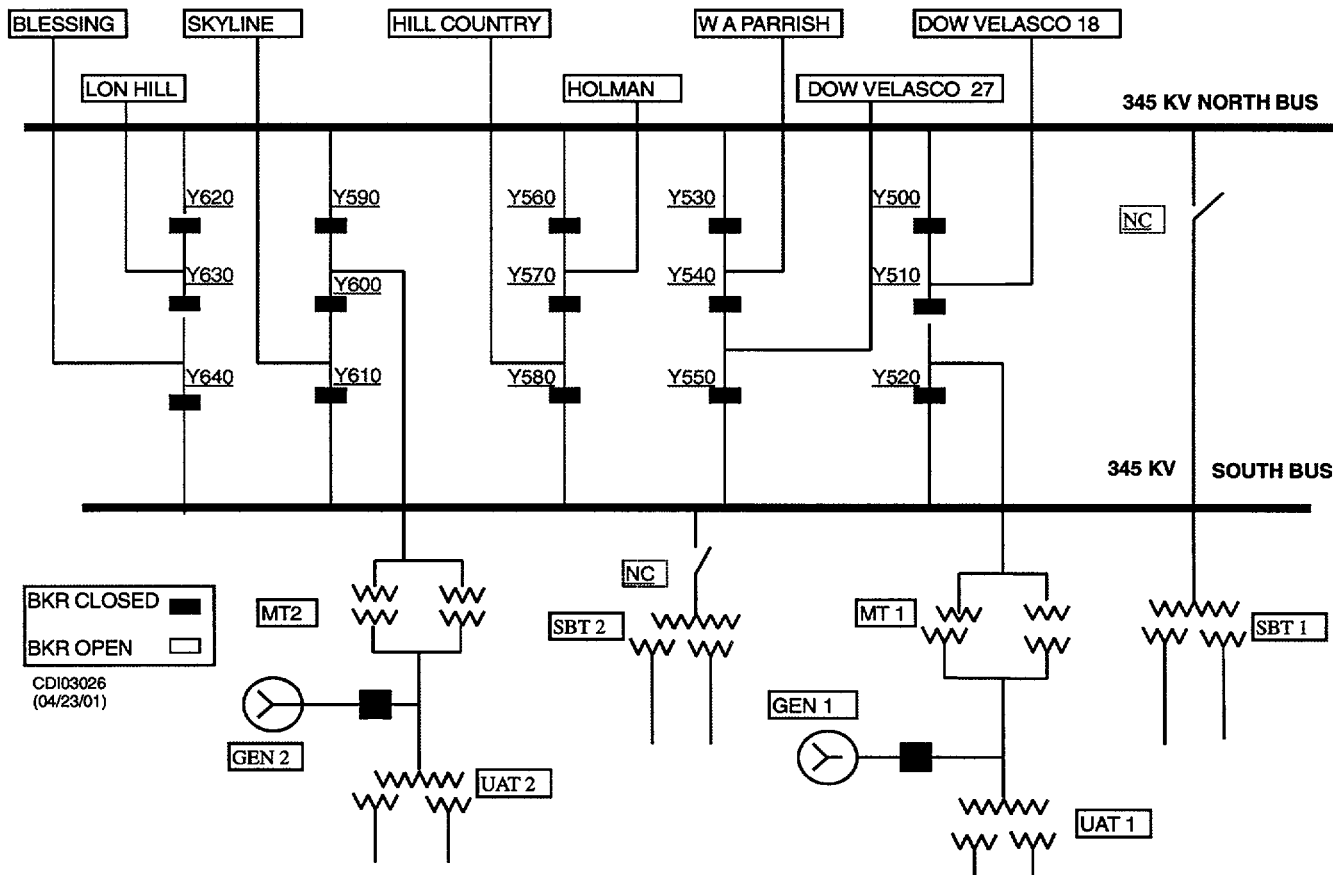 BLESSING
SKYLINE
HILL COUNTRY
W A PARRISH
DOW VELASCO 18
LON HILL
HOLMAN
DOW VELASCO 27
345 KV NORTH BUS
Y620
Y590
Y560
Y530
Y500
NC
Y630
Y600
Y570
Y540
Y510
Y640
Y610
Y580
Y550
Y520
345 KV SOUTH BUS
NC
BKR CLOSED
BKR OPEN
MT2
SBT 2
MT 1
SBT 1
CDI03026
(04/23/01)
GEN 2
GEN 1
UAT 2
UAT 1